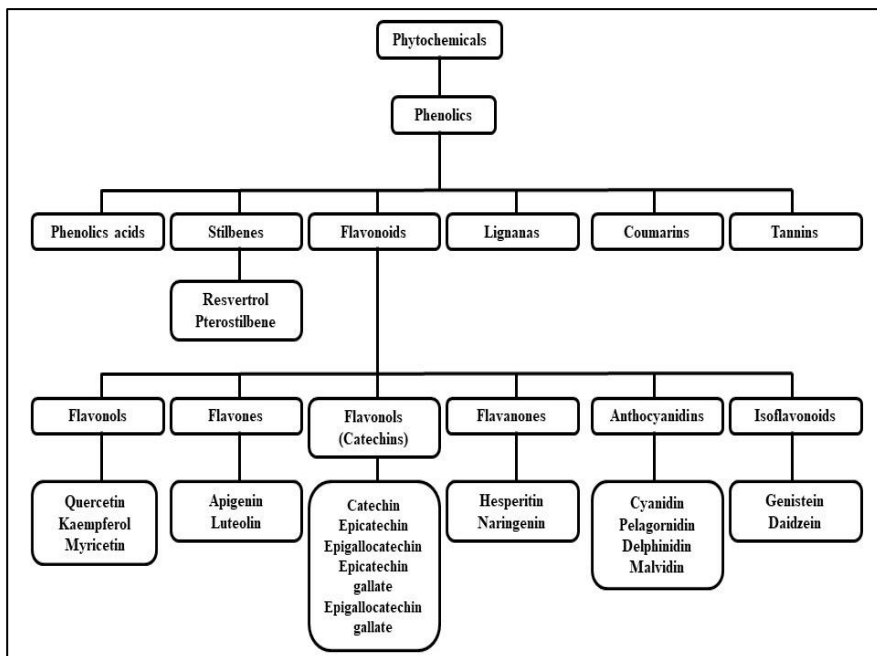 Phytochemicals
Phenolics
Phenolics acids
Stilbenes
Flavonoids
Lignanas
Coumarins
Tannins
Resvertrol
Pterostilbene
Flavonols
Flavones
Flavonols
(Catechins)
Flavanones
Anthocyanidins
Isoflavonoids
Quercetin
Kaempferol
Myricetin
Apigenin
Luteolin
Catechin
Epicatechin
Epigallocatechin
Epicatechin
gallate
Epigallocatechin
gallate
Hesperitin
Naringenin
Cyanidin
Pelagornidin
Delphinidin
Malvidin
Genistein
Daidzein